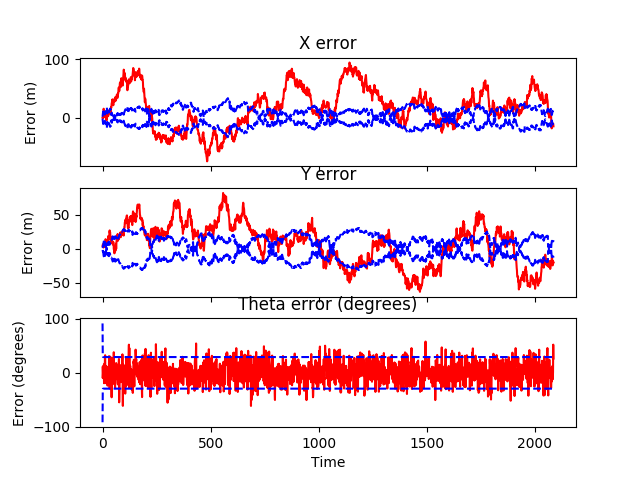 X error
100
0
Error (m)
Y error
50
0
−50
Error (m)
Theta error (degrees)
100
0
−100
Error (degrees)
0 500 1000 1500 2000
Time